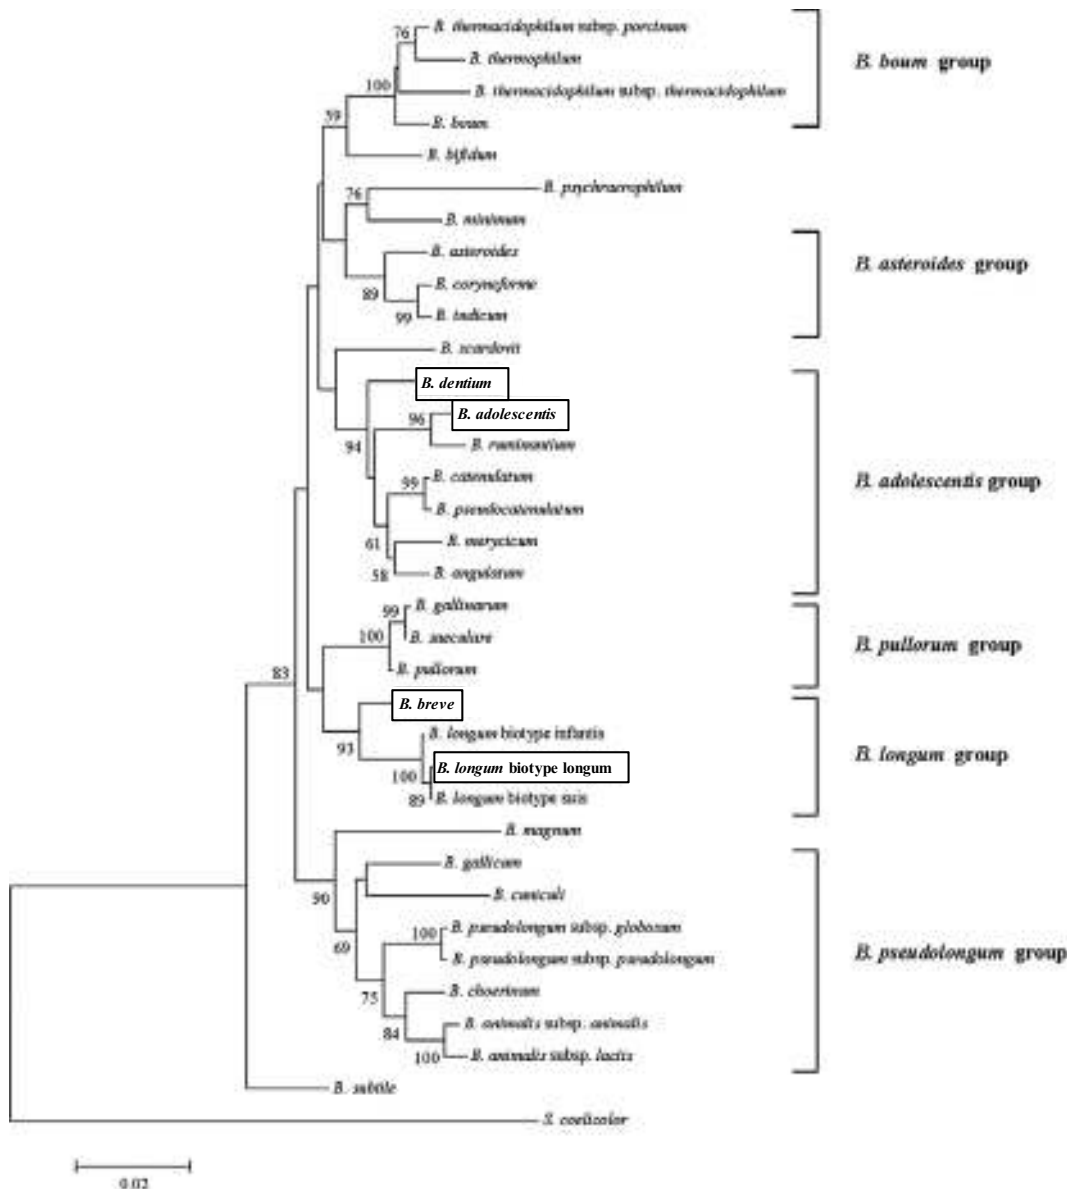 76
B. thermacidophilum subsp. porcinum
B. thermophilum
B. boum group
100
B. thermacidophilum subsp. thermacidophilum
59
B. boum
B. bifidum
76
B. psychraerophilum
B. minimum
B. asteroides
B. asteroides group
89
B. coryneforme
99
B. indicum
B. scardovii
B. dentium
96
B. adolescentis
94
B. ruminantium
99
B. catenulatum
B. adolescentis group
B. pseudocatenulatum
61
B. merycicum
58
B. angulatum
99
B. gallinarum
100
B. saeculare
B. pullorum group
B. pullorum
83
B. breve
93
B. longum biotype infantis
B. longum group
100
B. longum biotype longum
89
B. longum biotype suis
B. magnum
B. gallicum
90
B. cuniculi
100
B. pseudolongum subsp. globosum
69
B. pseudolongum group
B. pseudolongum subsp. pseudolongum
75
B. choerinum
84
B. animalis subsp. animalis
100
B. animalis subsp. lactis
B. subtile
S. coelicolor
0.02